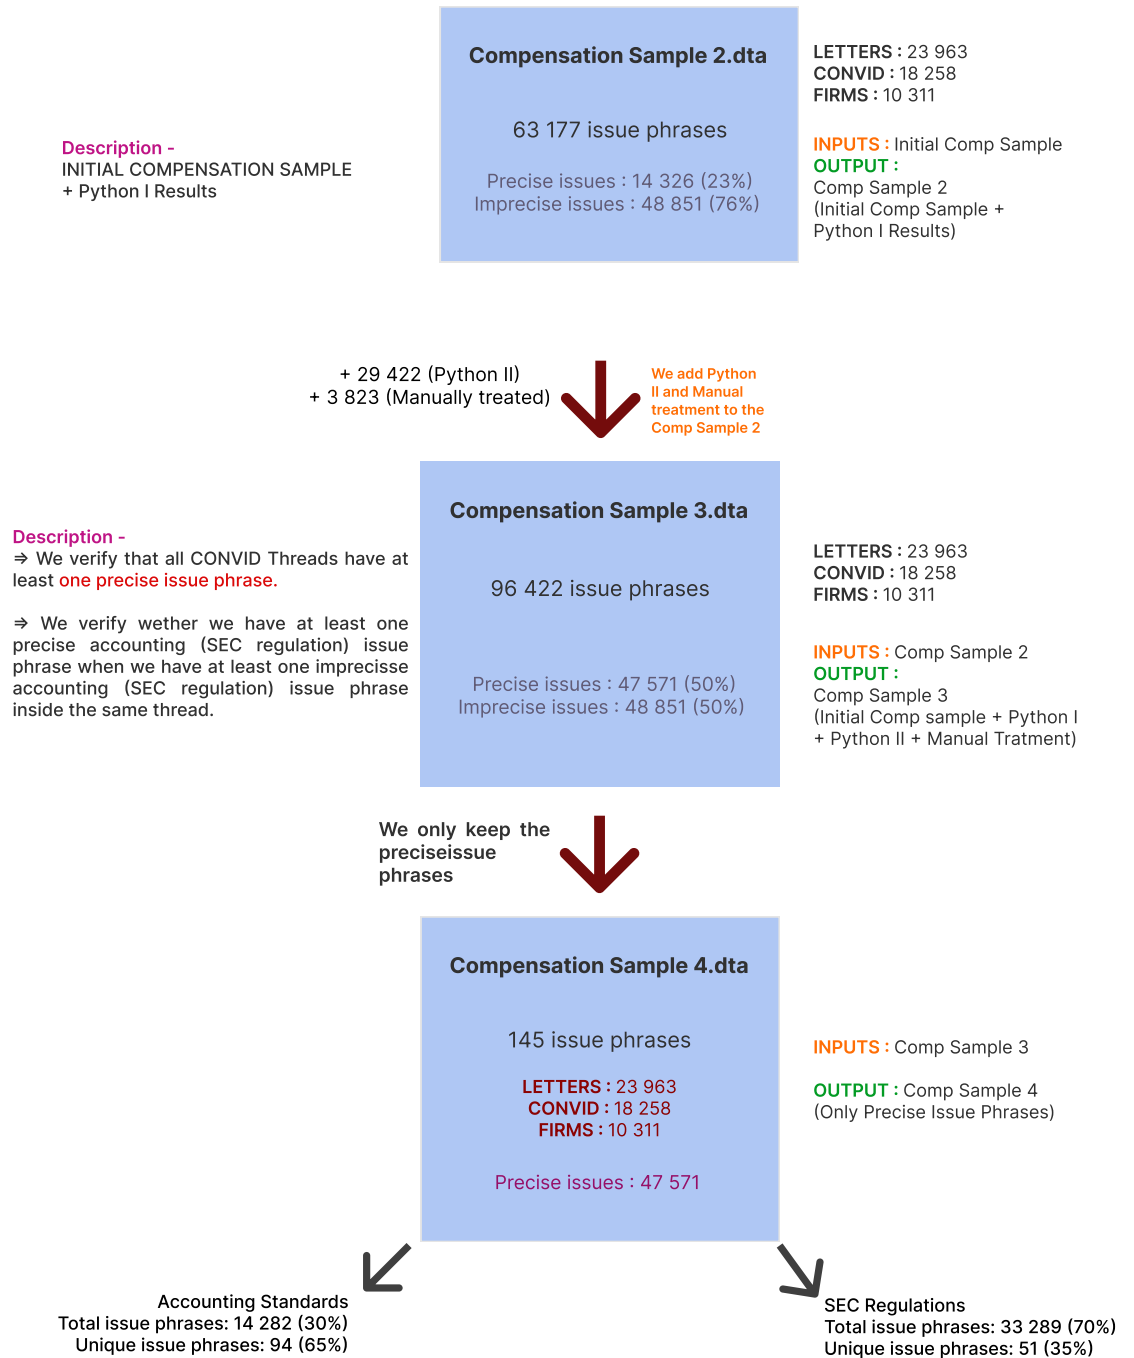 Compensation Sample 2.dta
63 177 issue phrases
Precise issues : 14 326 (23%)
Imprecise issues : 48 851 (76%)
LETTERS : 23 963
CONVID : 18 258
FIRMS : 10 311
INPUTS : Initial Comp Sample
OUTPUT :
Comp Sample 2
(Initial Comp Sample +
Python I Results)
Description -
INITIAL COMPENSATION SAMPLE
+ Python I Results
+ 29 422 (Python II)
+ 3 823 (Manually treated)
We add Python
II and Manual
treatment to the
Comp Sample 2
Compensation Sample 3.dta
96 422 issue phrases
Precise issues : 47 571 (50%)
Imprecise issues : 48 851 (50%)
Description -
⇒ We verify that all CONVID Threads have at
least one precise issue phrase.
⇒ We verify wether we have at least one
precise accounting (SEC regulation) issue
phrase when we have at least one imprecisse
accounting (SEC regulation) issue phrase
inside the same thread.
LETTERS : 23 963
CONVID : 18 258
FIRMS : 10 311
INPUTS : Comp Sample 2
OUTPUT :
Comp Sample 3
(Initial Comp sample + Python I
+ Python II + Manual Tratment)
We only keep the
preciseissue
phrases
Compensation Sample 4.dta
145 issue phrases
LETTERS : 23 963
CONVID : 18 258
FIRMS : 10 311
Precise issues : 47 571
INPUTS : Comp Sample 3
OUTPUT : Comp Sample 4
(Only Precise Issue Phrases)
Accounting Standards
Total issue phrases: 14 282 (30%)
Unique issue phrases: 94 (65%)
SEC Regulations
Total issue phrases: 33 289 (70%)
Unique issue phrases: 51 (35%)